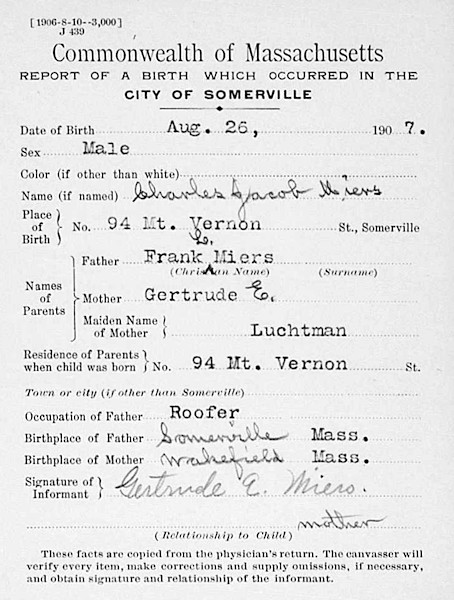 [1906-8-10--3,000]
J 439
Commonwealth of Massachusetts
REPORT OF A BIRTH WHICH OCCURRED IN THE
CITY OF SOMERVILLE
Date of Birth Aug. 26, 1907.
Sex Male
Color (if other than white)
Name (if named) Charles Jacob Miers
Place of Birth } No. 94 Mt. Vernon St., Somerville
L.
Names of Parents { Father Frank ^ Miers
(Christian Name) (Surname)
Mother Gertrude E.
Maiden Name of Mother { Luchtman
Residence of Parents when child was born } No. 94 Mt. Vernon St.
Town or city (if other than Somerville)
Occupation of Father Roofer
Birthplace of Father Somerville Mass.
Birthplace of Mother Wakefield Mass.
Signature of Informant } Gertrude E. Miers.
mother
(Relationship to Child)
These facts are copied from the physician's return. The canvasser will
verify every item, make corrections and supply omissions, if necessary,
and obtain signature and relationship of the informant.